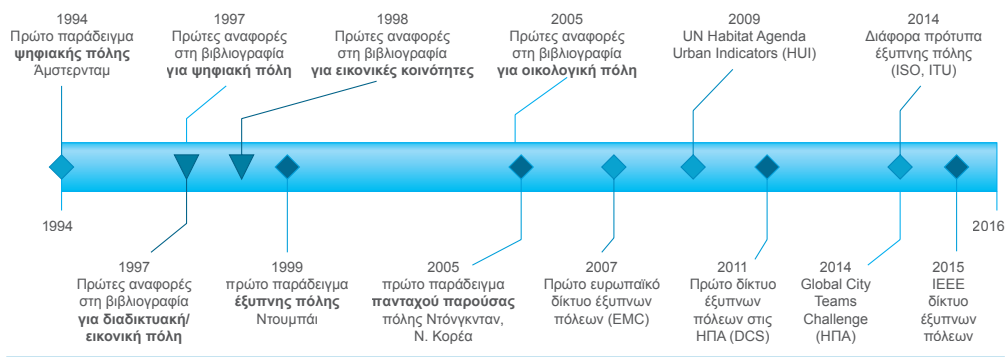 1994
Πρώτο παράδειγμα
ψηφιακής πόλης
Άμστερνταμ
1997
Πρώτες αναφορές
στη βιβλιογραφία
για ψηφιακή πόλη
1998
Πρώτες αναφορές
στη βιβλιογραφία
για εικονικές κοινότητες
2005
Πρώτες αναφορές
στη βιβλιογραφία
για οικολογική πόλη
2009
UN Habitat Agenda
Urban Indicators (HUI)
2014
Διάφορα πρότυπα
έξυπνης πόλης
(ISO, ITU)
1994
2016
1997
Πρώτες αναφορές
στη βιβλιογραφία
για διαδικτυακή/
εικονική πόλη
1999
πρώτο παράδειγμα
έξυπνης πόλης
Ντουμπάι
2005
πρώτο παράδειγμα
πανταχού παρούσας
πόλης Ντόνγκνταν,
Ν. Κορέα
2007
Πρώτο ευρωπαϊκό
δίκτυο έξυπνων
πόλεων (EMC)
2011
Πρώτο δίκτυο
έξυπνων
πόλεων στις
ΗΠΑ (DCS)
2014
Global City
Teams
Challenge
(ΗΠΑ)
2015
IEEE
δίκτυο
έξυπνων
πόλεων